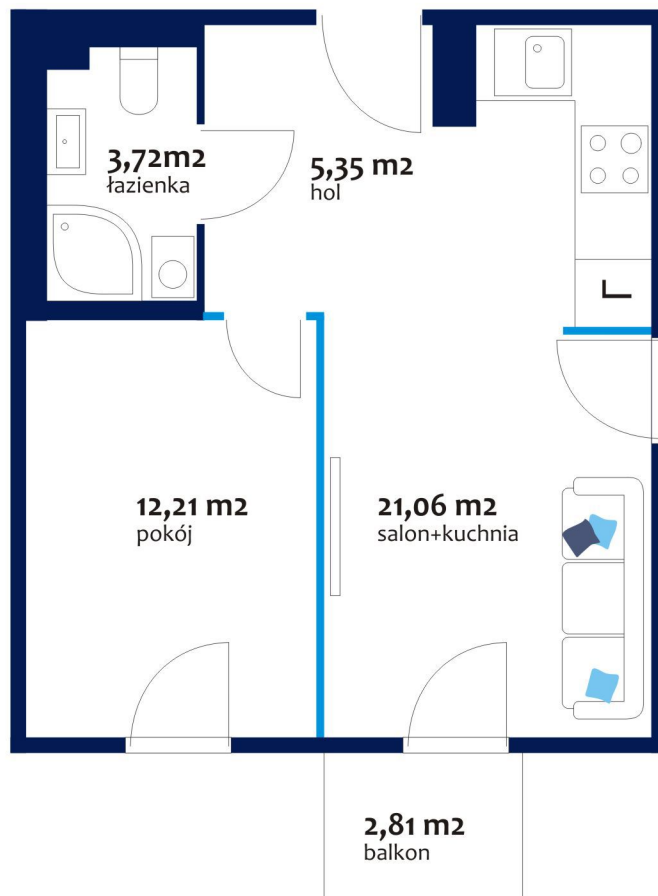 3,72m2
łazienka
5,35 m2
hol
L
12,21 m2
pokój
21,06 m2
salon+kuchnia
2,81 m2
balkon